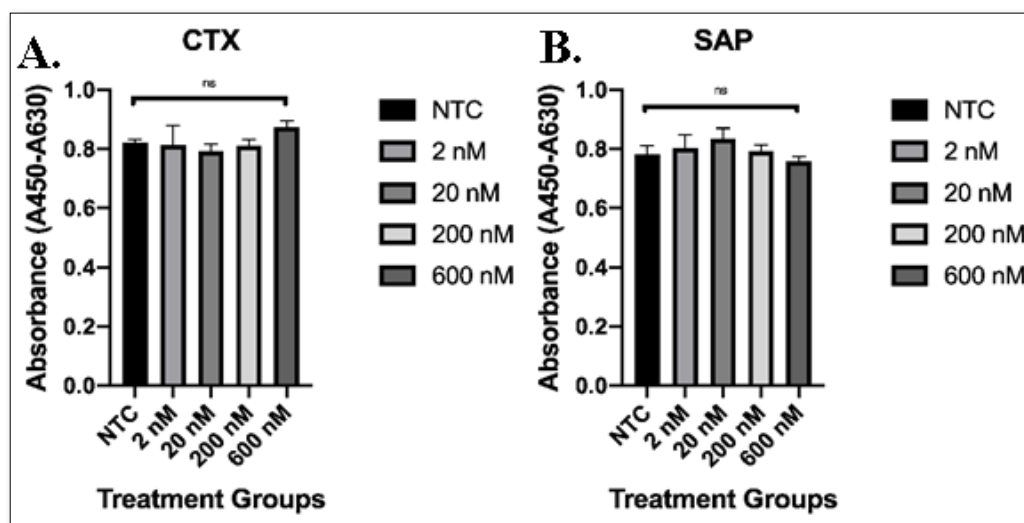 A.
CTX
ns
Absorbance (A450-A630)
1.0
0.8
0.6
0.4
0.2
0.0
NTC
2 nM
20 nM
200 nM
600 nM
Treatment Groups
NTC
2 nM
20 nM
200 nM
600 nM
B.
SAP
ns
Absorbance (A450-A630)
1.0
0.8
0.6
0.4
0.2
0.0
NTC
2 nM
20 nM
200 nM
600 nM
Treatment Groups
NTC
2 nM
20 nM
200 nM
600 nM